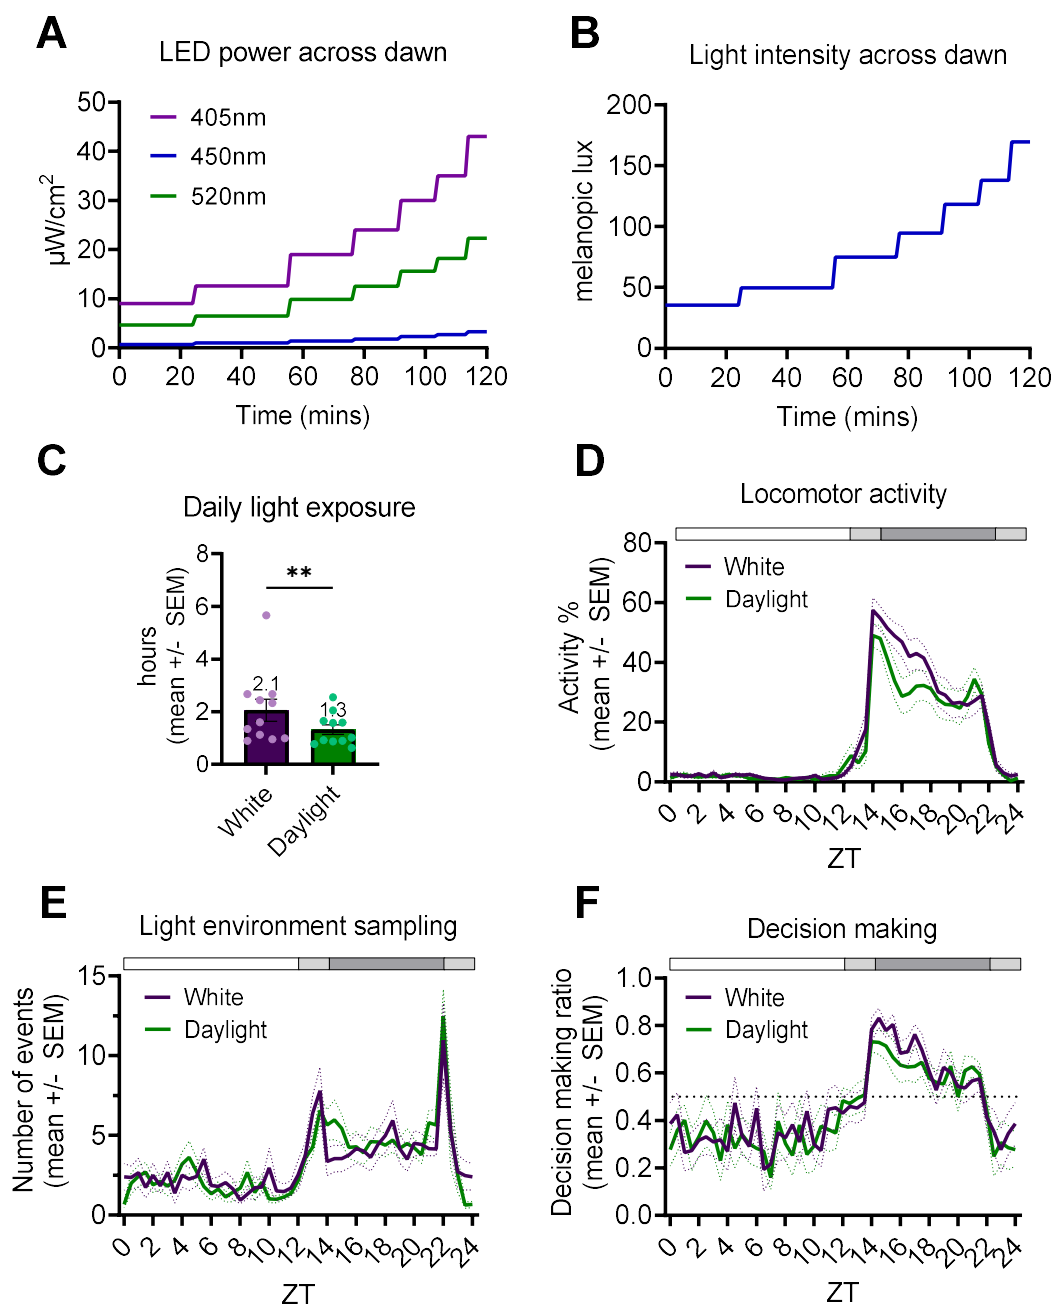 A
LED power across dawn
50
40
30
20
10
0
µW/cm2
405nm
450nm
520nm
0 20 40 60 80 100 120
Time (mins)
B
Light intensity across dawn
200
150
100
50
0
melanopic lux
0 20 40 60 80 100 120
Time (mins)
C
Daily light exposure
8
6
4
2
0
hours
(mean +/- SEM)
**
2.1
1.3
White
Daylight
D
Locomotor activity
80
60
40
20
0
Activity %
(mean +/- SEM)
White
Daylight
0 2 4 6 8 10 12 14 16 18 20 22 24
ZT
E
Light environment sampling
15
10
5
0
Number of events
(mean +/- SEM)
White
Daylight
0 2 4 6 8 10 12 14 16 18 20 22 24
ZT
F
Decision making
1.0
0.8
0.6
0.4
0.2
0.0
Decision making ratio
(mean +/- SEM)
White
Daylight
0 2 4 6 8 10 12 14 16 18 20 22 24
ZT